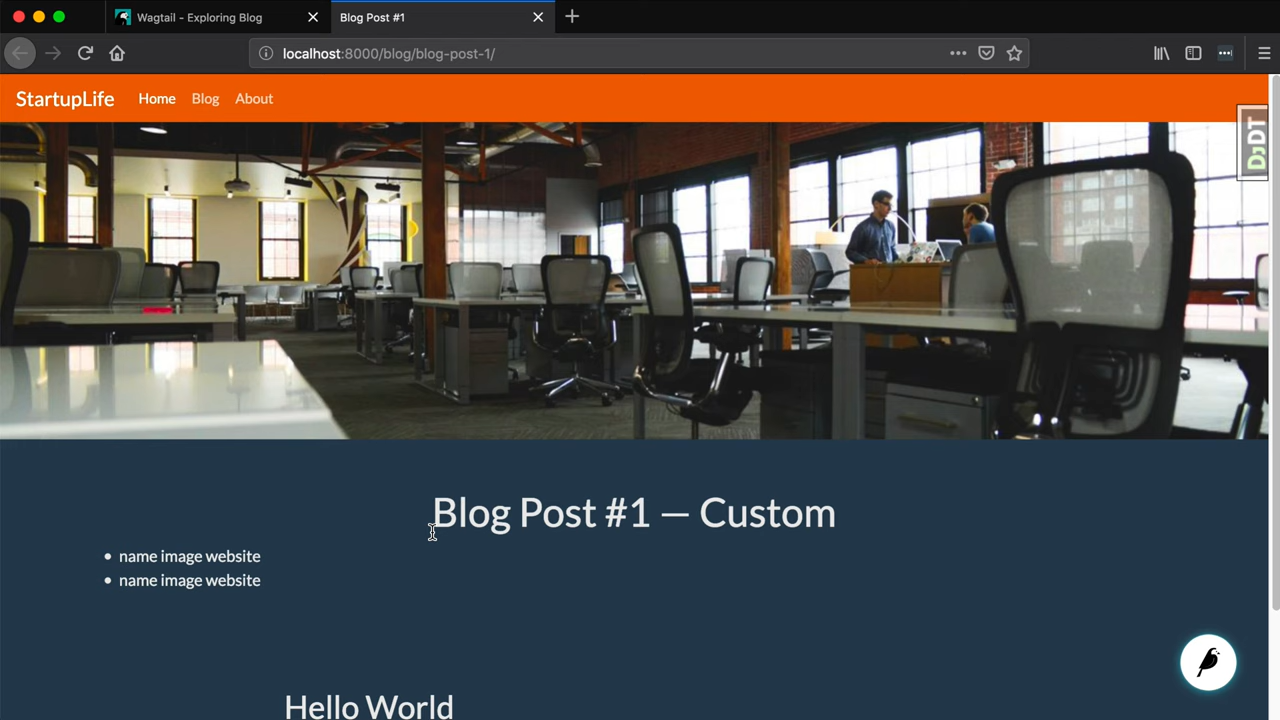 Wagtail - Exploring Blog
Blog Post #1
localhost:8000/blog/blog-post-1/
StartupLife Home Blog About
DjDT
Blog Post #1 — Custom
• name image website
• name image website
Hello World